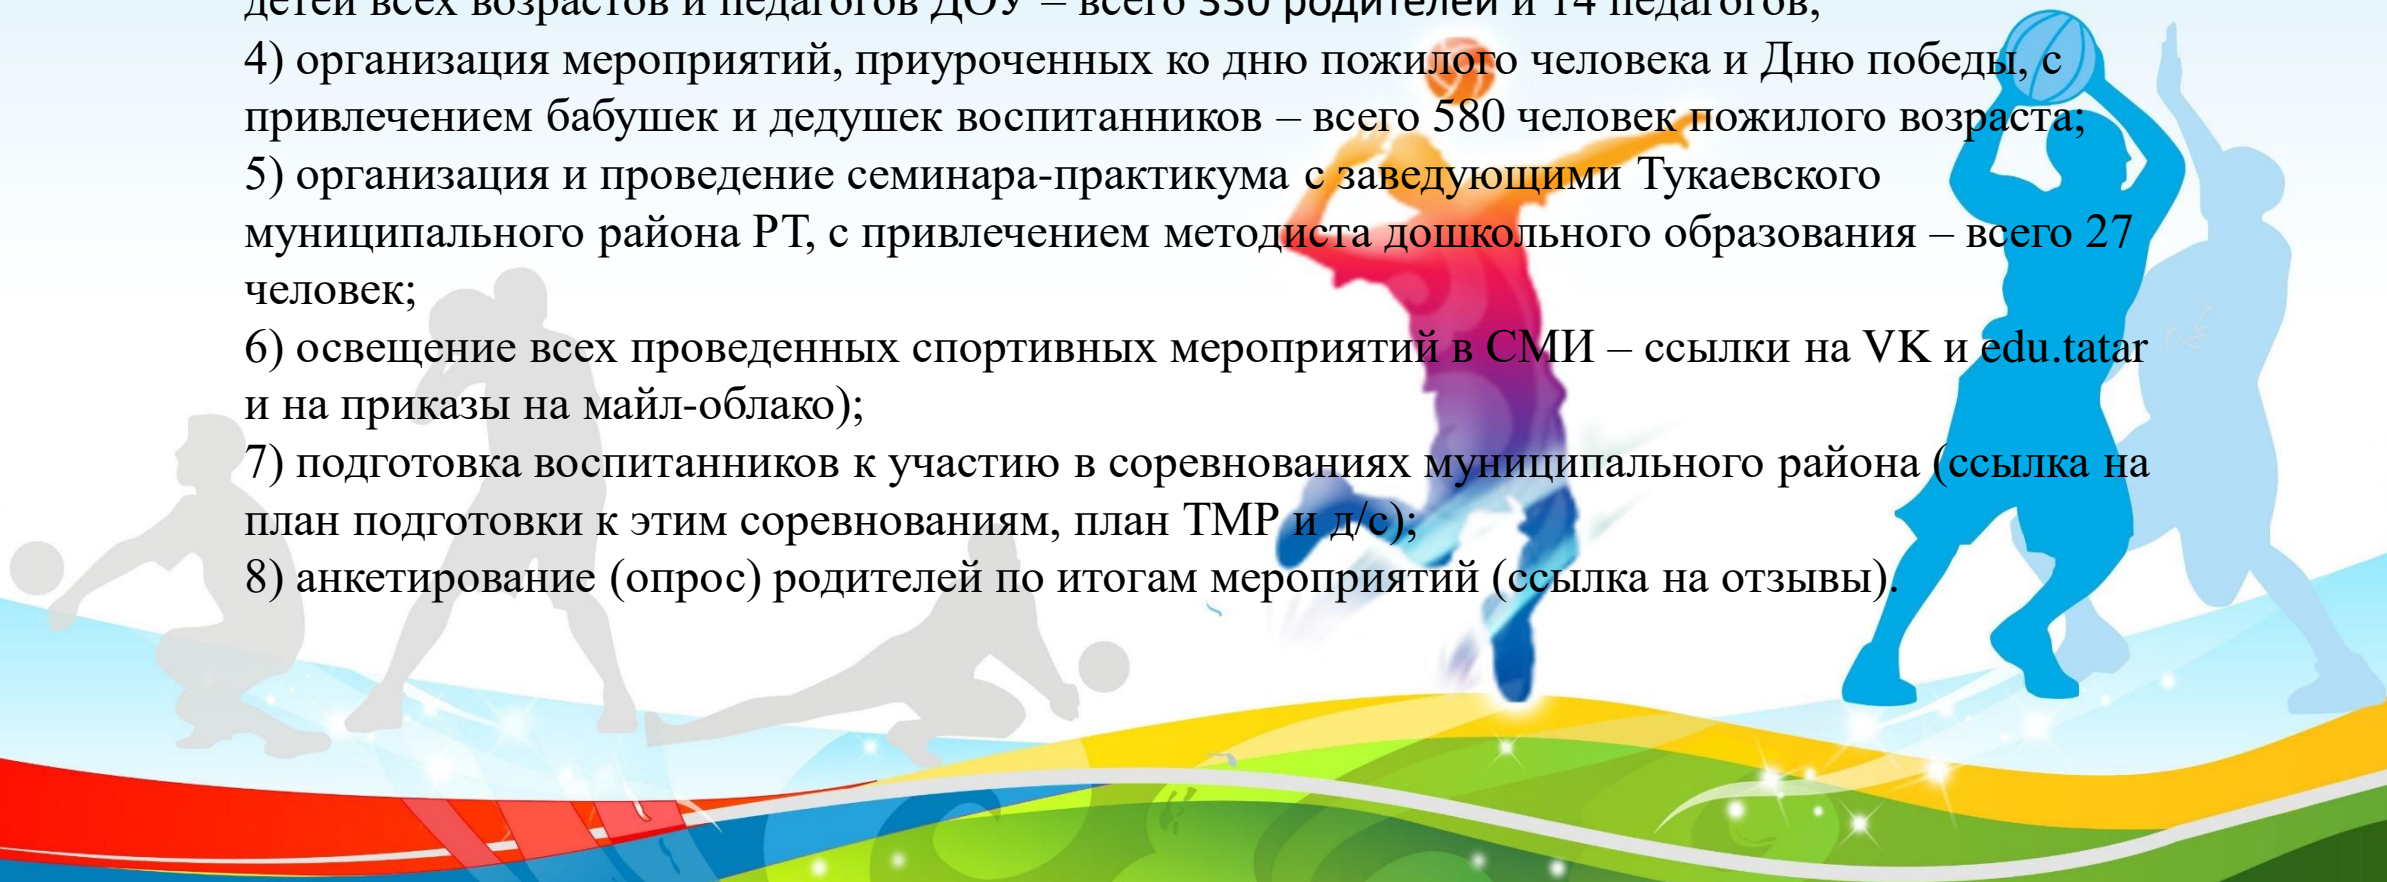 детей всех возрастов и педагогов ДОУ – всего 330 родителей и 14 педагогов;
4) организация мероприятий, приуроченных ко дню пожилого человека и Дню победы, с
привлечением бабушек и дедушек воспитанников – всего 580 человек пожилого возраста;
5) организация и проведение семинара-практикума с заведующими Тукаевского
муниципального района РТ, с привлечением методиста дошкольного образования – всего 27
человек;
6) освещение всех проведенных спортивных мероприятий в СМИ – ссылки на VK и edu.tatar
и на приказы на майл-облако);
7) подготовка воспитанников к участию в соревнованиях муниципального района (ссылка на
план подготовки к этим соревнованиям, план ТМР и д/с);
8) анкетирование (опрос) родителей по итогам мероприятий (ссылка на отзывы).